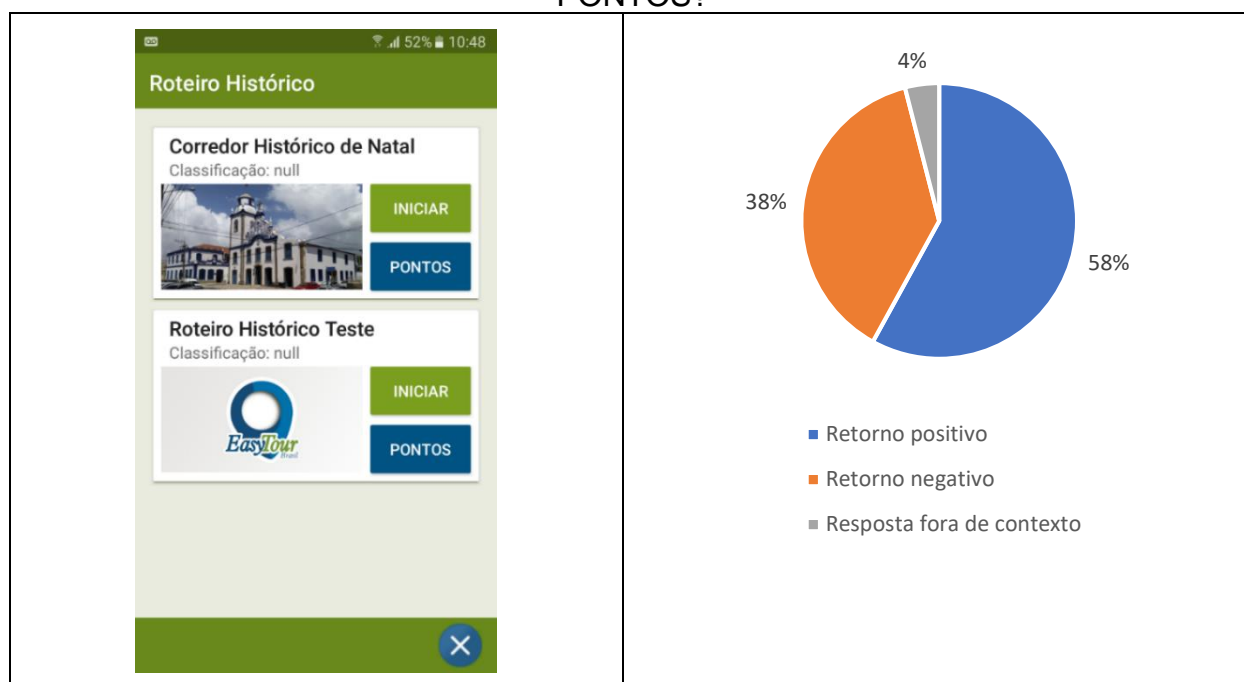 PONTOS?
52% 10:48
Roteiro Histórico
Corredor Histórico de Natal
Classificação: null
INICIAR
PONTOS
Roteiro Histórico Teste
Classificação: null
EasyTour
Brasil
INICIAR
PONTOS
4%
38%
58%
Retorno positivo
Retorno negativo
Resposta fora de contexto